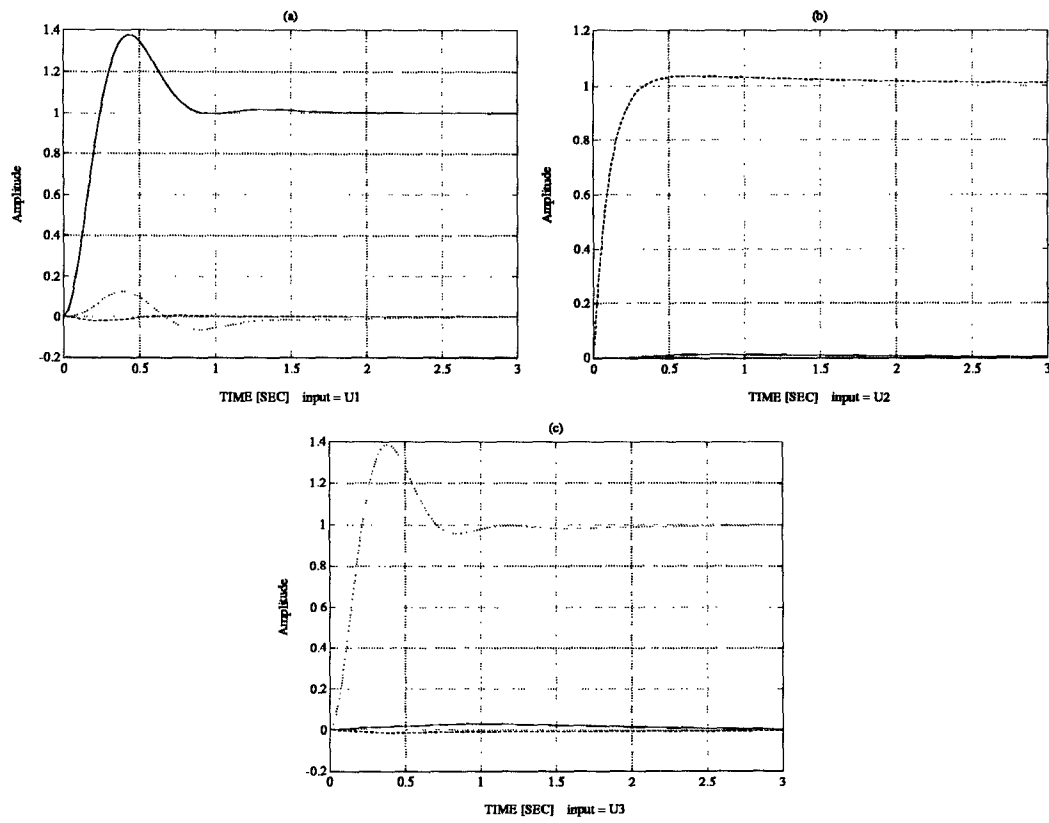 (a)
1.4
1.2
1
0.8
0.6
0.4
0.2
0
-0.2
Amplitude
0 0.5 1 1.5 2 2.5 3
TIME [SEC] input = U1
(b)
1.2
1
0.8
0.6
0.4
0.2
0
Amplitude
0 0.5 1 1.5 2 2.5 3
TIME [SEC] input = U2
(c)
1.4
1.2
1
0.8
0.6
0.4
0.2
0
-0.2
Amplitude
0 0.5 1 1.5 2 2.5 3
TIME [SEC] input = U3